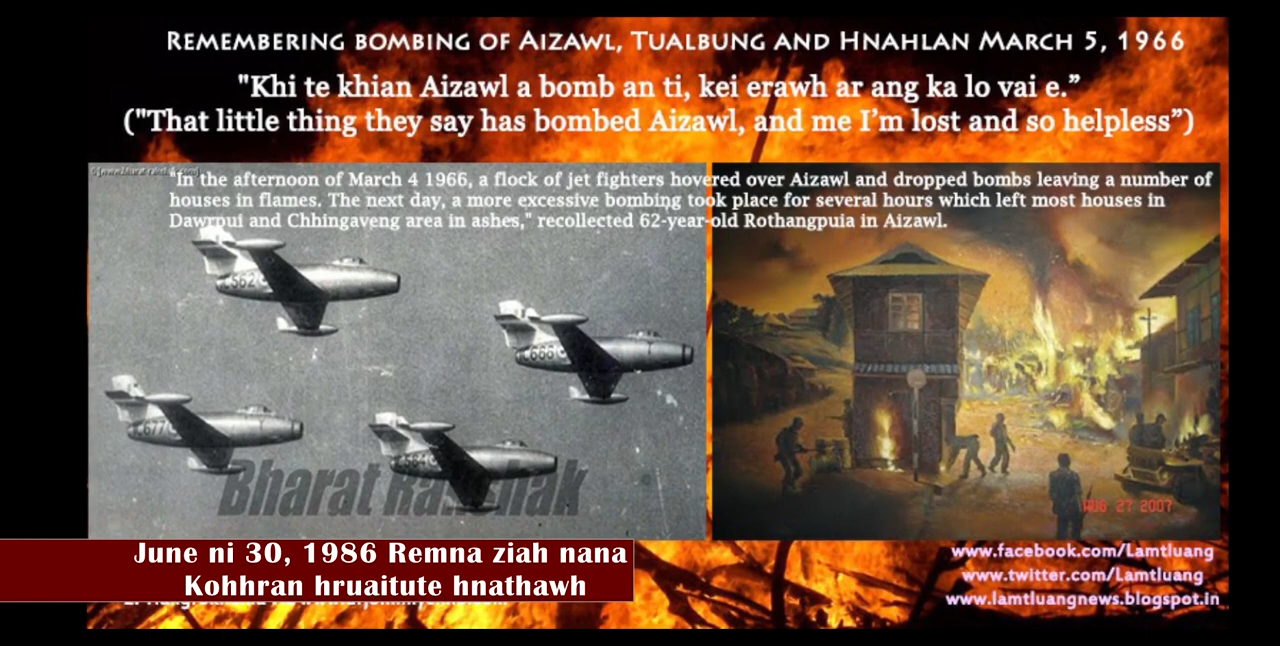 REMEMBERING BOMBING OF AIZAWL, TUALBUNG AND HNAHLAN MARCH 5, 1966
"Khi te khian Aizawl a bomb an ti, kei erawh ar ang ka lo vai e.”
("That little thing they say has bombed Aizawl, and me I’m lost and so helpless”)
"In the afternoon of March 4 1966, a flock of jet fighters hovered over Aizawl and dropped bombs leaving a number of
houses in flames. The next day, a more excessive bombing took place for several hours which left most houses in
Dawrpui and Chhingaveng area in ashes," recollected 62-year-old Rothangpuia in Aizawl.
IC562
IC666
IC677
Bharat Rakshak
AUG 27 2007
June ni 30, 1986 Remna ziah nana
Kohhran hruaitute hnathawh
www.facebook.com/Lamtluang
www.twitter.com/Lamtluang
www.lamtluangnews.blogspot.in